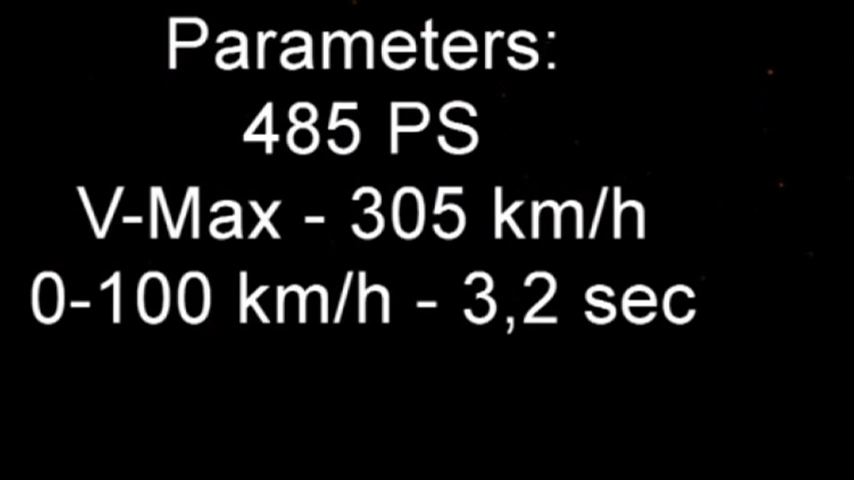 Parameters:
485 PS
V-Max - 305 km/h
0-100 km/h - 3,2 sec